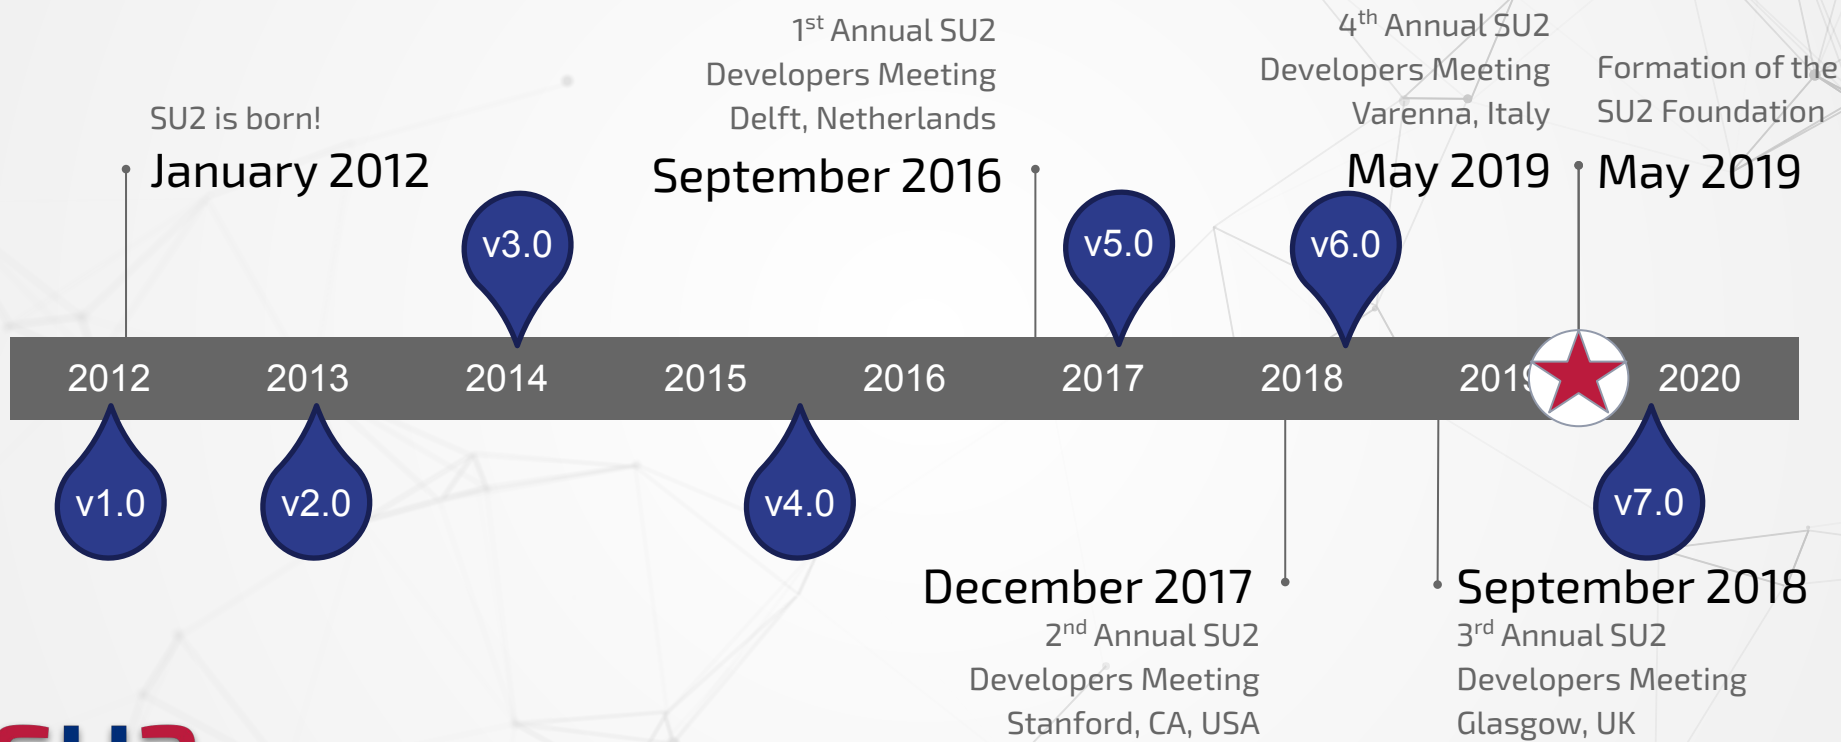 1st Annual SU2
Developers Meeting
Delft, Netherlands
September 2016
4th Annual SU2
Developers Meeting
Varenna, Italy
May 2019
Formation of the
SU2 Foundation
May 2019
SU2 is born!
January 2012
v3.0
v5.0
v6.0
2012 2013 2014 2015 2016 2017 2018 2019 2020
v1.0
v2.0
v4.0
v7.0
December 2017
2nd Annual SU2
Developers Meeting
Stanford, CA, USA
September 2018
3rd Annual SU2
Developers Meeting
Glasgow, UK
SU2